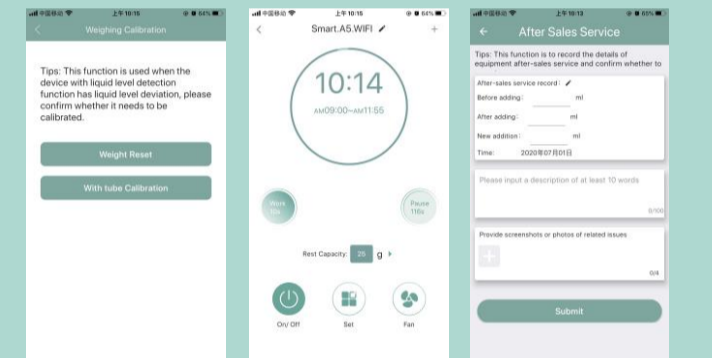 中国移动 上午10:15 64%
Weighing Calibration
Tips: This function is used when the
device with liquid level detection
function has liquid level deviation, please
confirm whether it needs to be
calibrated.
Weight Reset
With tube Calibration
中国移动 上午10:15 64%
Smart.A5.WIFI
10:14
AM09:00~AM11:55
Work
10s
Pause
116s
Rest Capacity: 25 g
On/ Off
Set
Fan
中国移动 上午10:13 65%
After Sales Service
Tips: This function is to record the details of
equipment after-sales service and confirm whether to
After-sales service record:
Before adding: ml
After adding: ml
New addition: ml
Time: 2020年07月01日
Please input a description of at least 10 words
0/100
Provide screenshots or photos of related issues
0/4
Submit